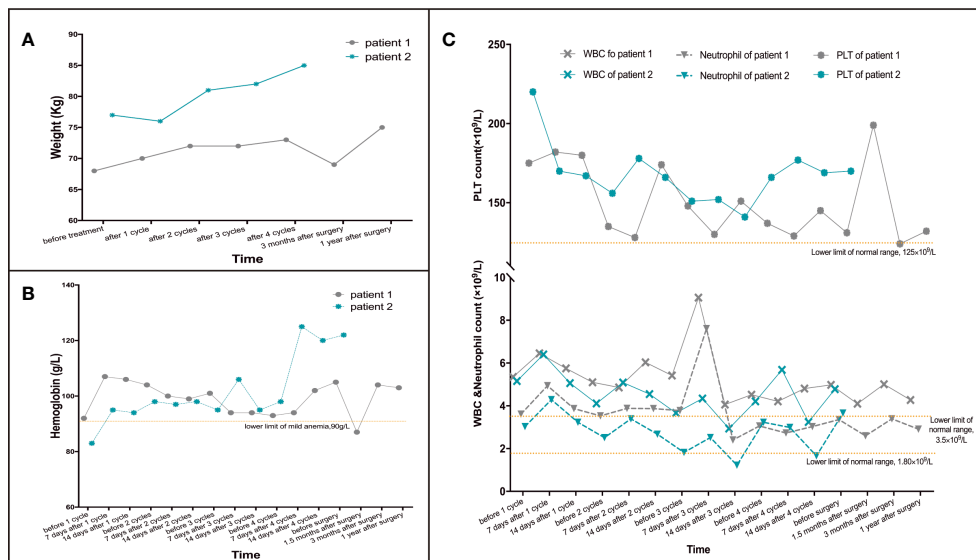 A
95
90
85
80
75
70
65
60
Weight (Kg)
patient 1
patient 2
before treatment
after 1 cycle
after 2 cycles
after 3 cycles
after 4 cycles
3 months after surgery
1 year after surgery
Time
B
140
120
100
80
60
Hemoglobin (g/L)
patient 1
patient 2
lower limit of mild anemia,90g/L
before 1 cycle
7 days after 1 cycle
14 days after 1 cycle
before 2 cycles
7 days after 2 cycles
14 days after 2 cycles
before 3 cycles
7 days after 3 cycles
14 days after 3 cycles
before 4 cycles
7 days after 4 cycles
14 days after 4 cycles
before surgery
1.5 months after surgery
3 months after surgery
1 year after surgery
Time
C
WBC fo patient 1
Neutrophil of patient 1
PLT of patient 1
WBC of patient 2
Neutrophil of patient 2
PLT of patient 2
250
200
150
PLT count(×10⁹/L)
Lower limit of normal range, 125×10⁹/L
10
8
6
4
2
0
WBC &Neutrophil count (×10⁹/L)
Lower limit of
normal range,
3.5×10⁹/L
Lower limit of normal range, 1.80×10⁹/L
before 1 cycle
7 days after 1 cycle
14 days after 1 cycle
before 2 cycles
7 days after 2 cycles
14 days after 2 cycles
before 3 cycles
7 days after 3 cycles
14 days after 3 cycles
before 4 cycles
7 days after 4 cycles
14 days after 4 cycles
before surgery
1.5 months after surgery
3 months after surgery
1 year after surgery
Time